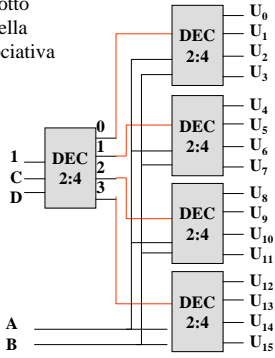 otto
ella
ciativa
DEC
2:4
U0
U1
U2
U3
DEC
2:4
U4
U5
U6
U7
1
C
D
DEC
2:4
0
1
2
3
DEC
2:4
U8
U9
U10
U11
DEC
2:4
U12
U13
U14
U15
A
B